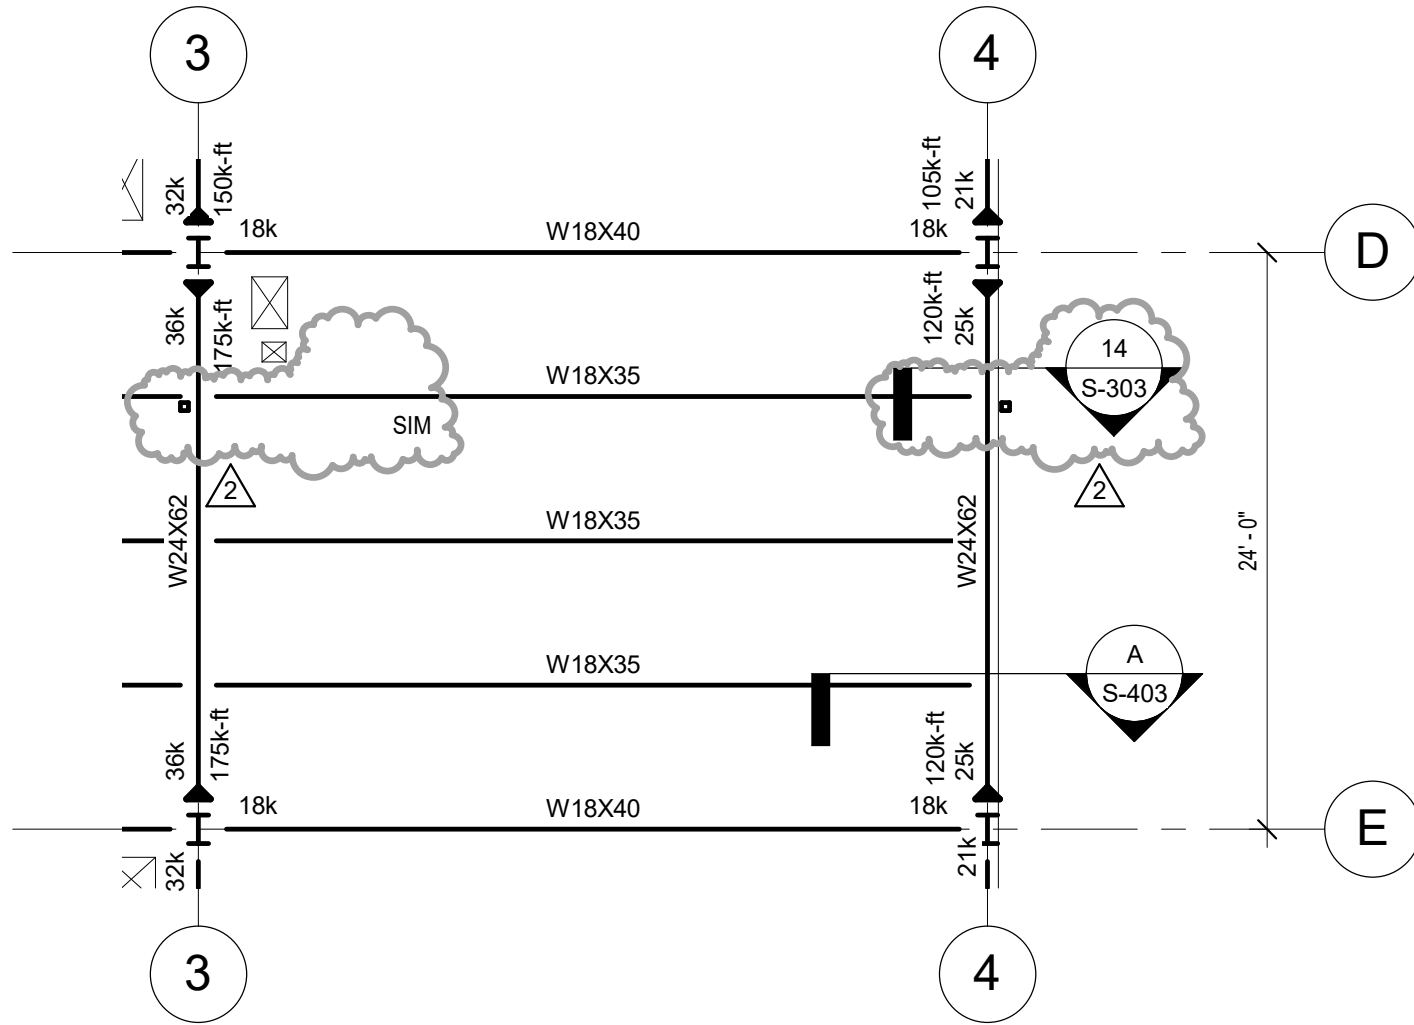 3
4
32k
150k-ft
105k-ft
21k
18k
W18X40
18k
D
36k
175k-ft
120k-ft
25k
14
S-303
W18X35
SIM
2
2
W24X62
W18X35
W24X62
24' - 0"
W18X35
A
S-403
36k
175k-ft
120k-ft
25k
18k
W18X40
18k
E
32k
21k
3
4